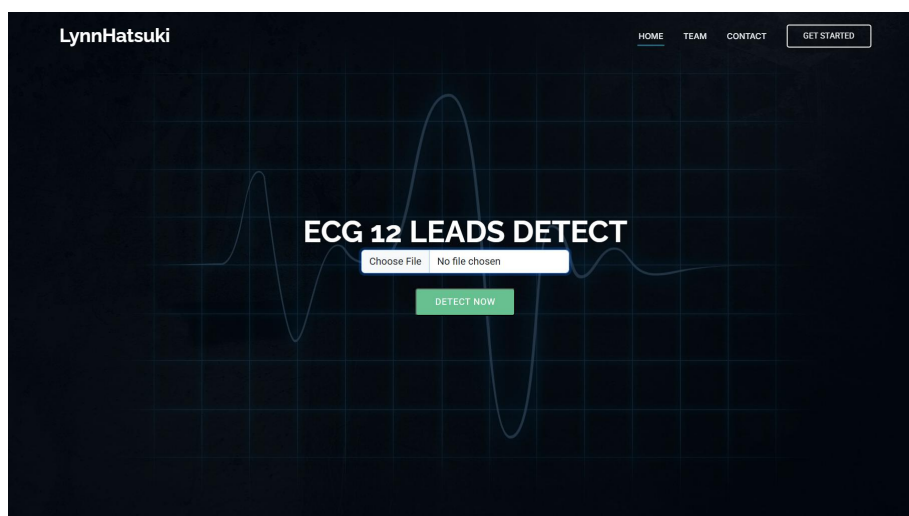 LynnHatsuki
HOME TEAM CONTACT GET STARTED
ECG 12 LEADS DETECT
Choose File No file chosen
DETECT NOW